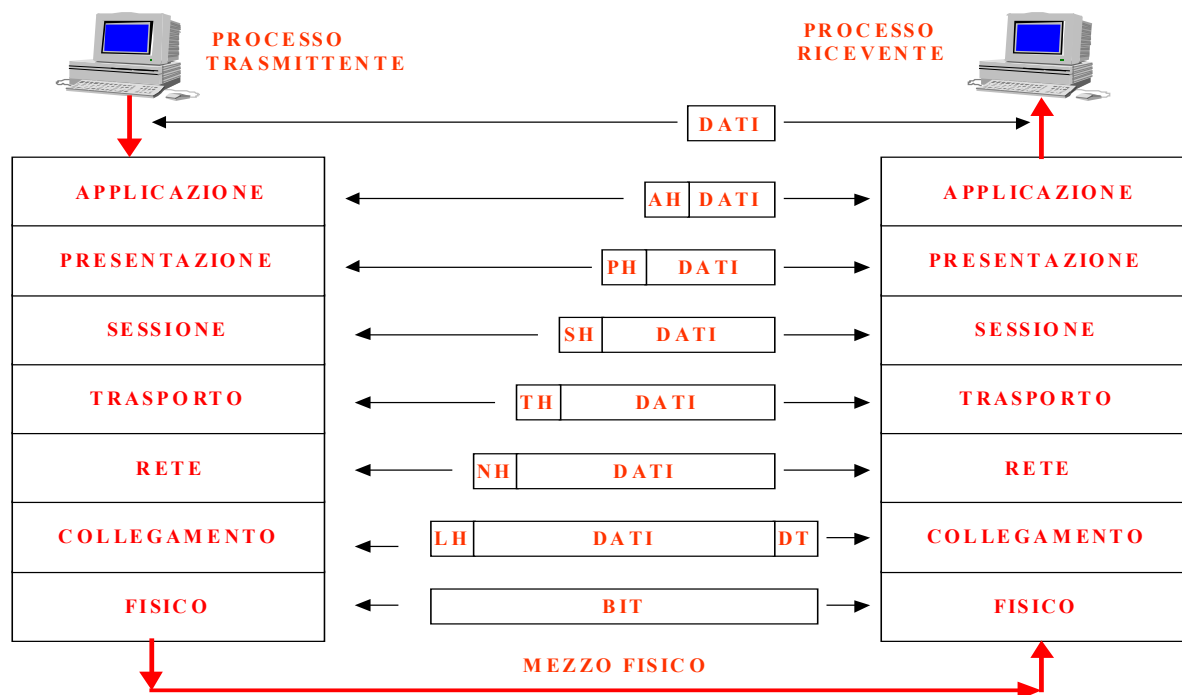 PROCESSO
TRASMITTENTE
PROCESSO
RICEVENTE
DATI
APPLICAZIONE
AH DATI
APPLICAZIONE
PRESENTAZIONE
PH DATI
PRESENTAZIONE
SESSIONE
SH DATI
SESSIONE
TRASPORTO
TH DATI
TRASPORTO
RETE
NH DATI
RETE
COLLEGAMENTO
LH DATI DT
COLLEGAMENTO
FISICO
BIT
FISICO
MEZZO FISICO